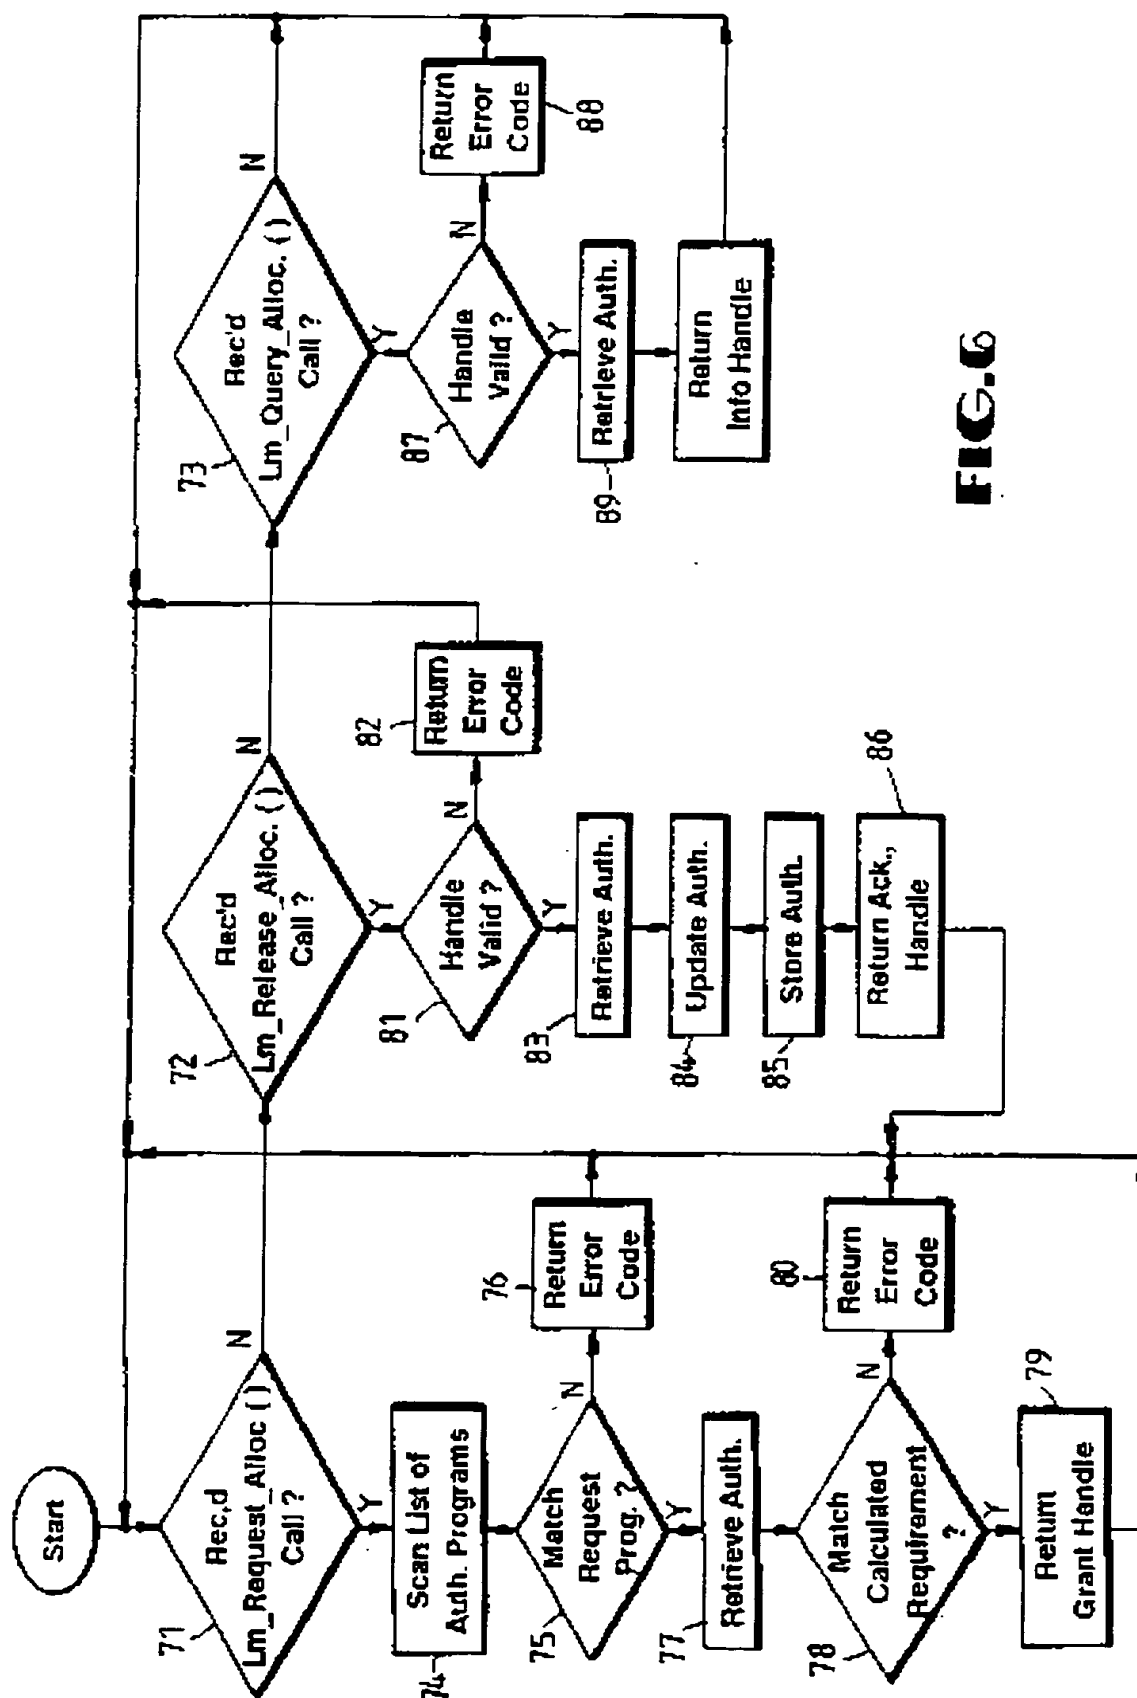 Start
71
Rec,d
Lm_Request_Alloc ( )
Call ?
N
Y
72
Rec'd
Lm_Release_Alloc. ( )
Call ?
N
Y
73
Rec'd
Lm_Query_Alloc. ( )
Call ?
N
Y
74
Scan List of
Auth. Programs
75
Match
Request
Prog. ?
N
Y
76
Return
Error
Code
77
Retrieve Auth.
78
Match
Calculated
Requirement
?
N
Y
80
Return
Error
Code
79
Return
Grant Handle
81
Handle
Valid ?
N
Y
82
Return
Error
Code
83
Retrieve Auth.
84
Update Auth.
85
Store Auth.
86
Return Ack.,
Handle
87
Handle
Valid ?
N
Y
88
Return
Error
Code
89
Retrieve Auth.
Return
Into Handle
FIG.6